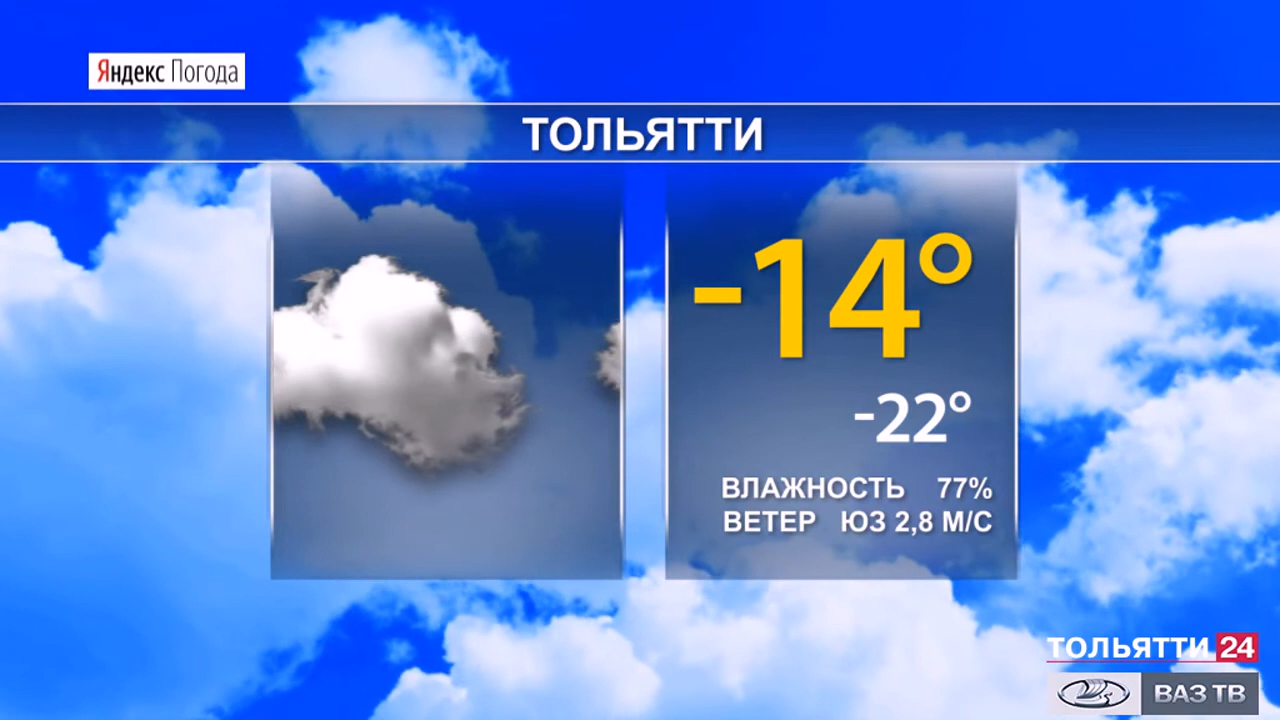 Яндекс Погода
ТОЛЬЯТТИ
-14°
-22°
ВЛАЖНОСТЬ 77%
ВЕТЕР ЮЗ 2,8 М/С
ТОЛЬЯТТИ 24
ВАЗ ТВ